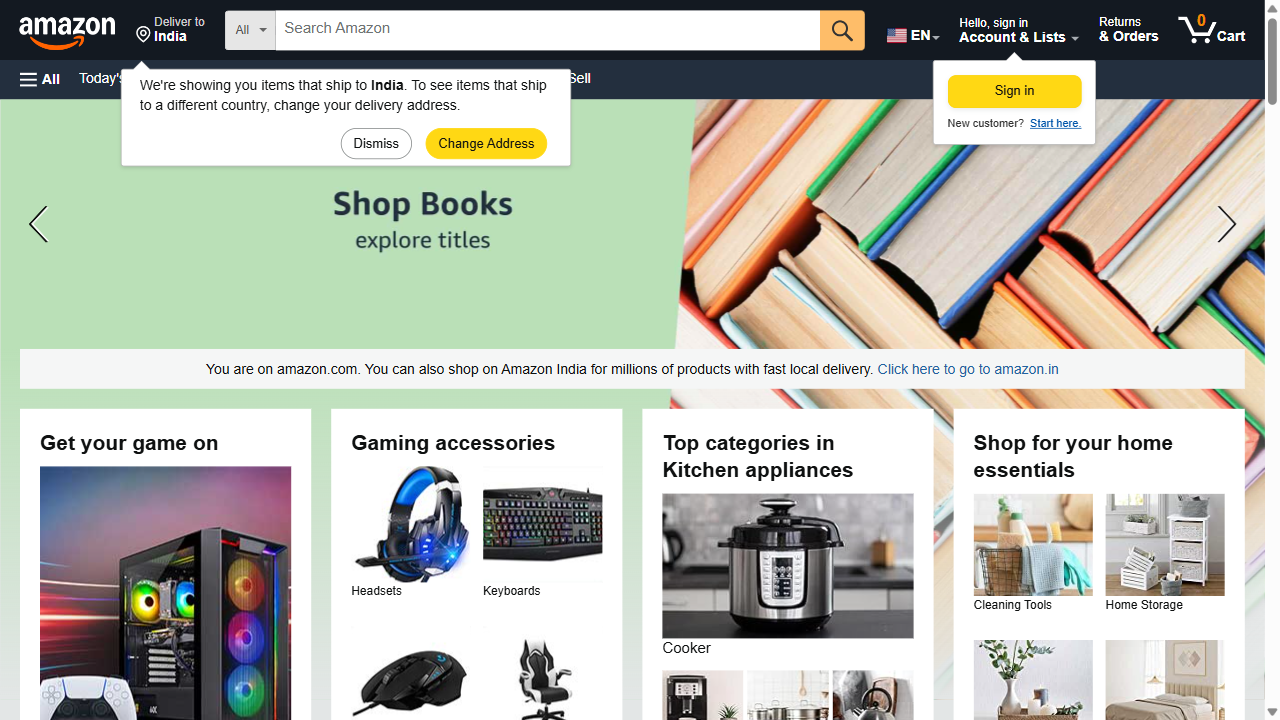 amazon
Deliver to
India
All
Search Amazon
EN
Hello, sign in
Account & Lists
Returns
& Orders
0
Cart
All
Today's
Sell
We're showing you items that ship to India. To see items that ship
to a different country, change your delivery address.
Dismiss
Change Address
Sign in
New customer? Start here.
Shop Books
explore titles
You are on amazon.com. You can also shop on Amazon India for millions of products with fast local delivery. Click here to go to amazon.in
Get your game on
Gaming accessories
Headsets
Keyboards
Top categories in
Kitchen appliances
Cooker
Shop for your home
essentials
Cleaning Tools
Home Storage